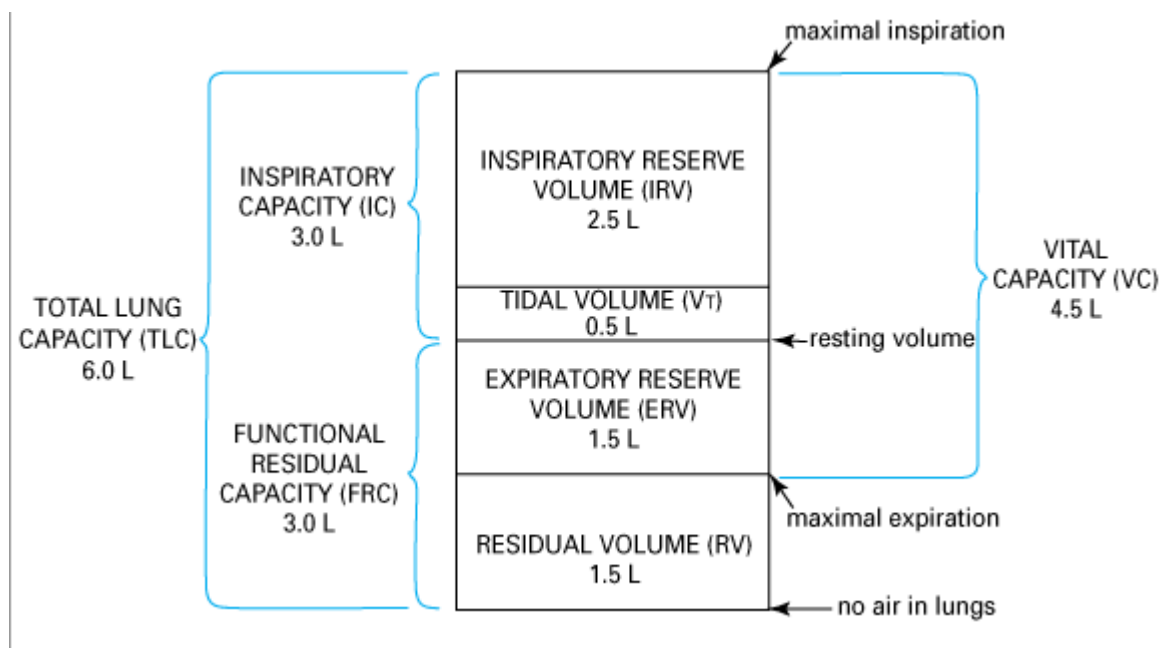 maximal inspiration
INSPIRATORY
CAPACITY (IC)
3.0 L
INSPIRATORY RESERVE
VOLUME (IRV)
2.5 L
VITAL
CAPACITY (VC)
4.5 L
TOTAL LUNG
CAPACITY (TLC)
6.0 L
TIDAL VOLUME (VT)
0.5 L
resting volume
FUNCTIONAL
RESIDUAL
CAPACITY (FRC)
3.0 L
EXPIRATORY RESERVE
VOLUME (ERV)
1.5 L
maximal expiration
RESIDUAL VOLUME (RV)
1.5 L
no air in lungs